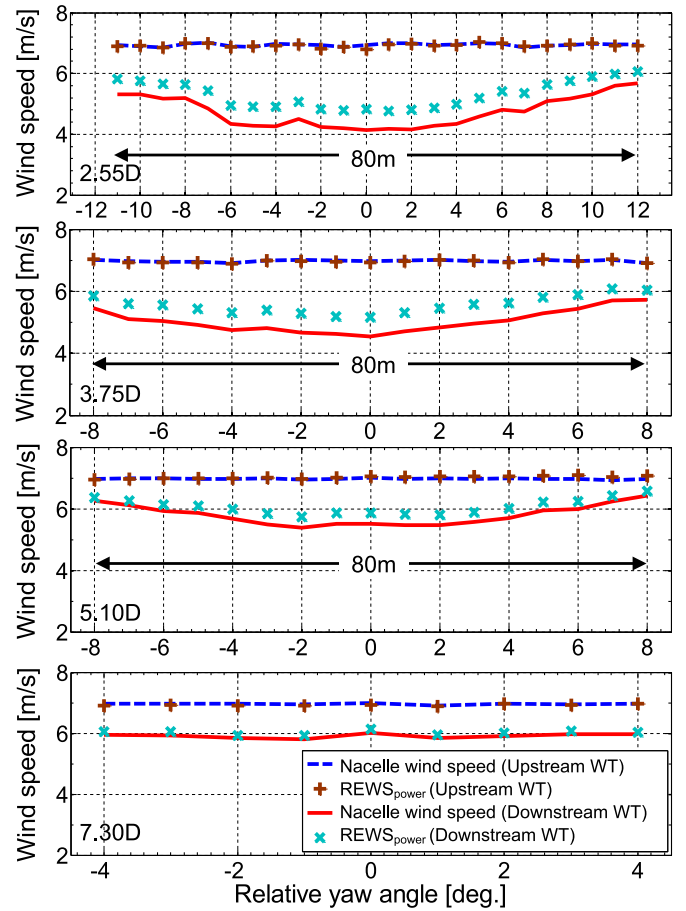 Wind speed [m/s]
8
6
4
2
80m
2.55D
-12 -10 -8 -6 -4 -2 0 2 4 6 8 10 12
Wind speed [m/s]
8
6
4
2
80m
3.75D
-8 -6 -4 -2 0 2 4 6 8
Wind speed [m/s]
8
6
4
2
80m
5.10D
-8 -6 -4 -2 0 2 4 6 8
Wind speed [m/s]
8
6
4
2
Nacelle wind speed (Upstream WT)
REWSpower (Upstream WT)
Nacelle wind speed (Downstream WT)
REWSpower (Downstream WT)
7.30D
-4 -2 0 2 4
Relative yaw angle [deg.]